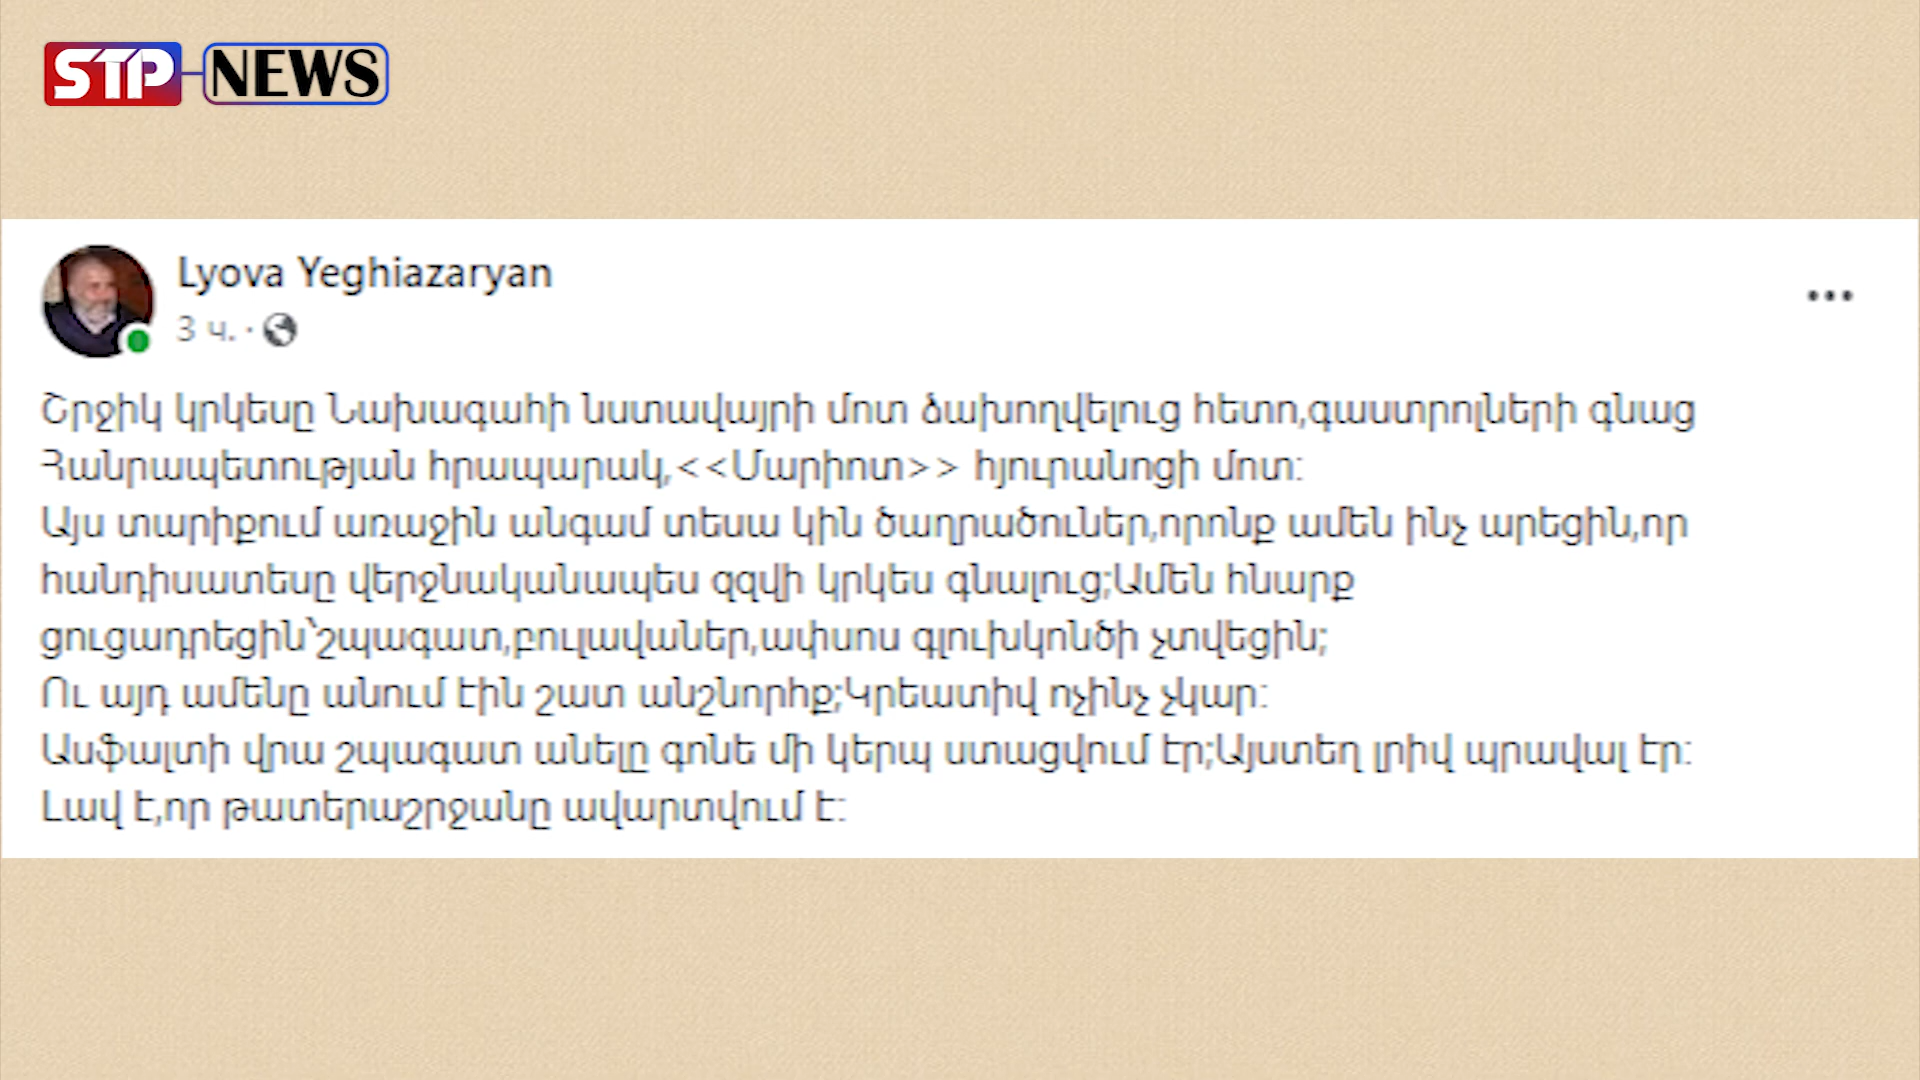 STP NEWS
Lyova Yeghiazaryan
3 ч. ·
Շրջիկ կրկեսը Նախագահի նստավայրի մոտ ձախողվելուց հետո,գաստրոլների գնաց
Հանրապետության հրապարակ,<<Մարիոտ>> հյուրանոցի մոտ:
Այս տարիքում առաջին անգամ տեսա կին ծաղրածուներ,որոնք ամեն ինչ արեցին,որ
հանդիսատեսը վերջնականապես զզվի կրկես գնալուց;Ամեն հնարք
ցուցադրեցին՝շպագատ,բուլավաներ,ափսոս գլուխկոնծի չտվեցին;
Ու այդ ամենը անում էին շատ անշնորհք;Կրեատիվ ոչինչ չկար:
Ասֆալտի վրա շպագատ անելը գոնե մի կերպ ստացվում էր;Այստեղ լրիվ պրավալ էր:
Լավ է,որ թատերաշրջանը ավարտվում է: